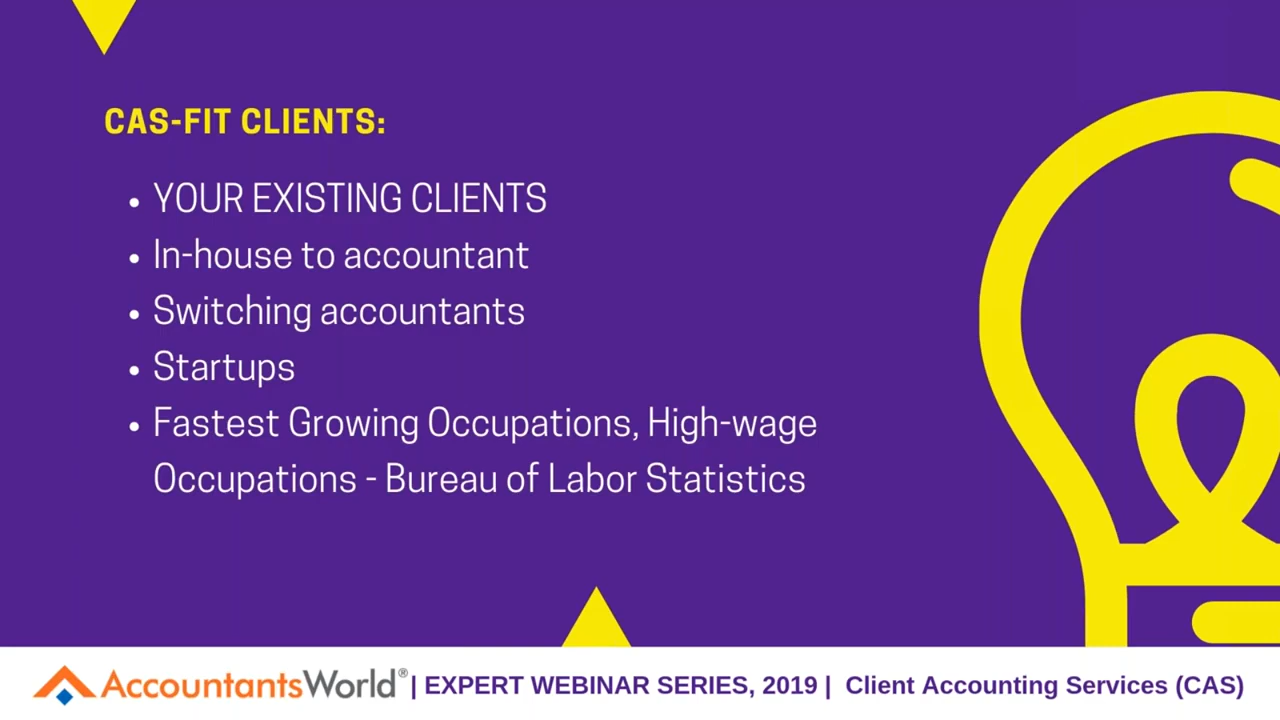 CAS-FIT CLIENTS:
• YOUR EXISTING CLIENTS
• In-house to accountant
• Switching accountants
• Startups
• Fastest Growing Occupations, High-wage
Occupations - Bureau of Labor Statistics
AccountantsWorld® | EXPERT WEBINAR SERIES, 2019 | Client Accounting Services (CAS)